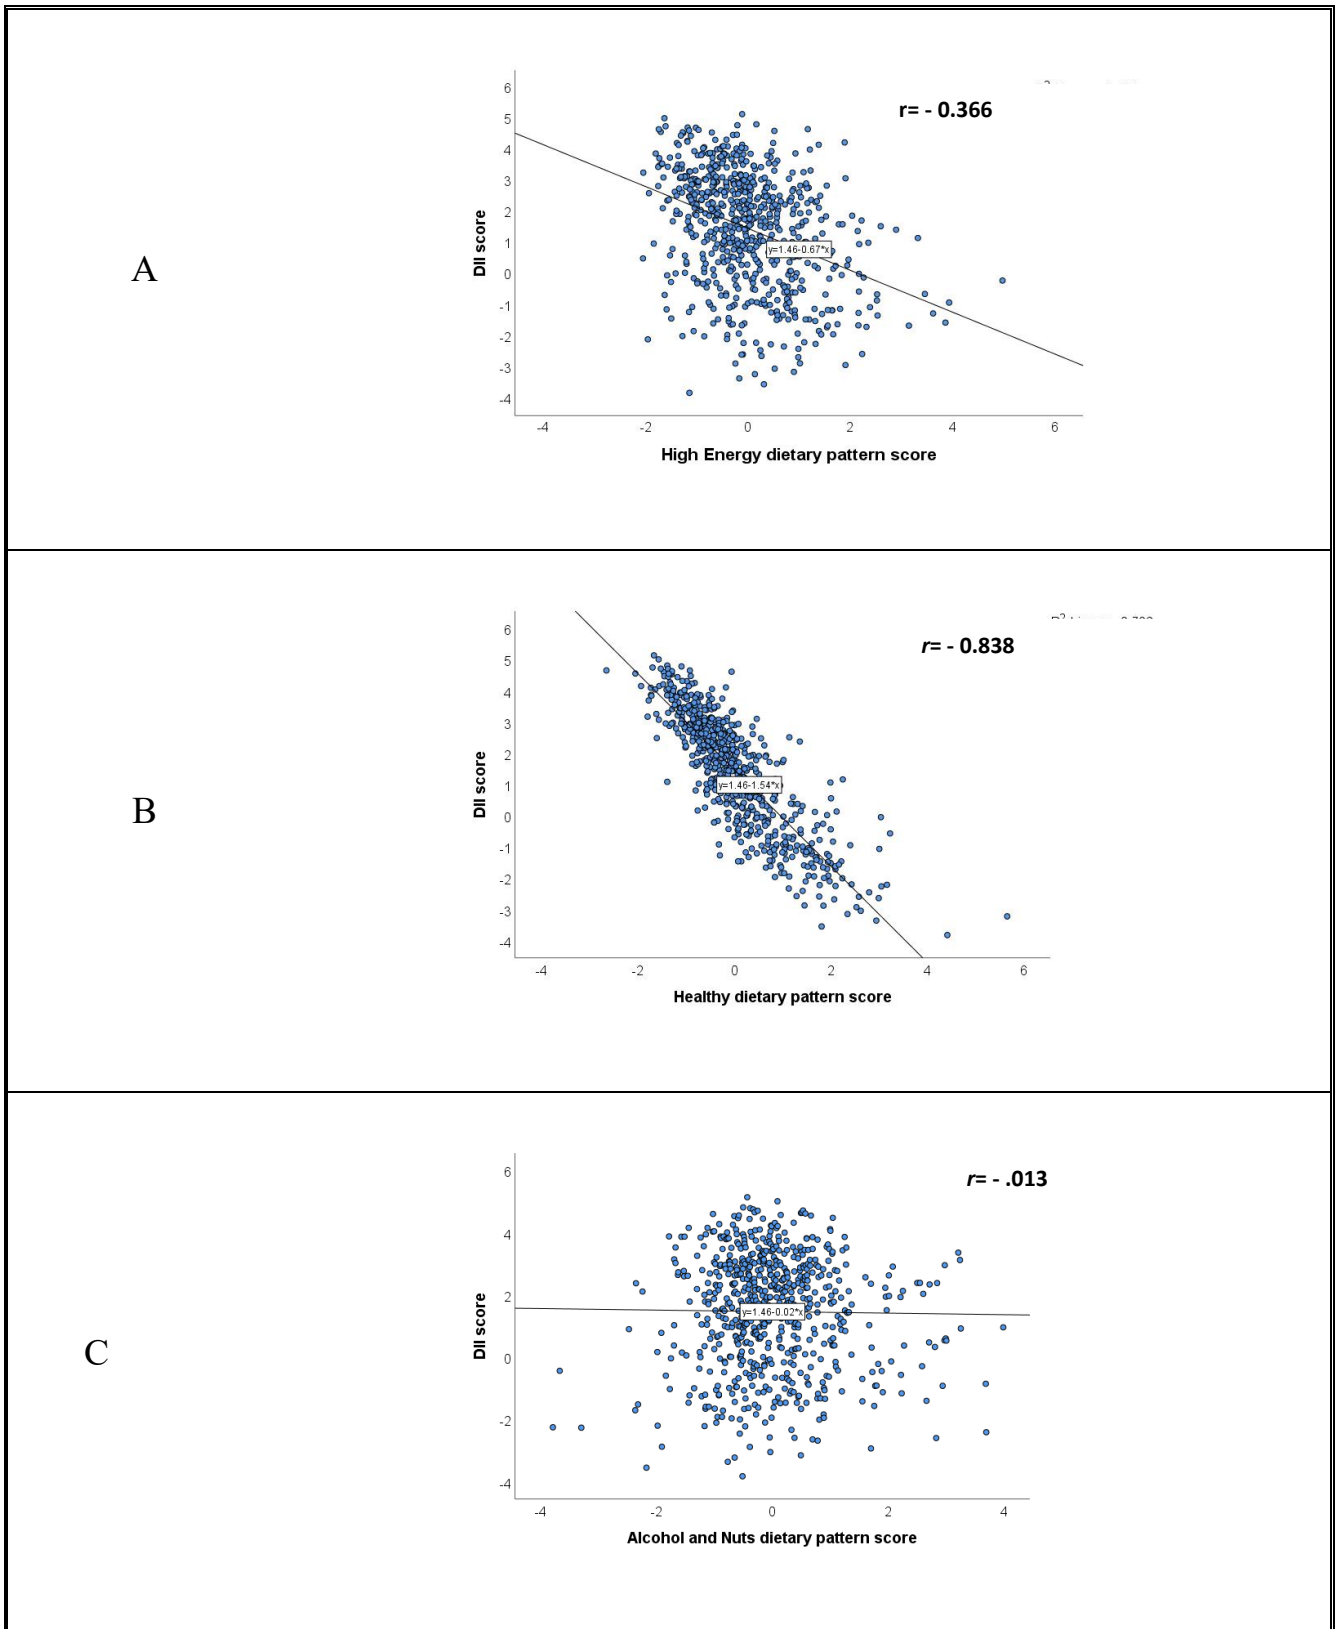 A
r= - 0.366
6
5
4
3
2
1
0
-1
-2
-3
-4
DII score
y=1.46-0.67*x
-4 -2 0 2 4 6
High Energy dietary pattern score
B
r= - 0.838
6
5
4
3
2
1
0
-1
-2
-3
-4
DII score
y=1.46-1.54*x
-4 -2 0 2 4 6
Healthy dietary pattern score
C
r= - .013
6
4
2
0
-2
-4
DII score
y=1.46-0.02*x
-4 -2 0 2 4
Alcohol and Nuts dietary pattern score